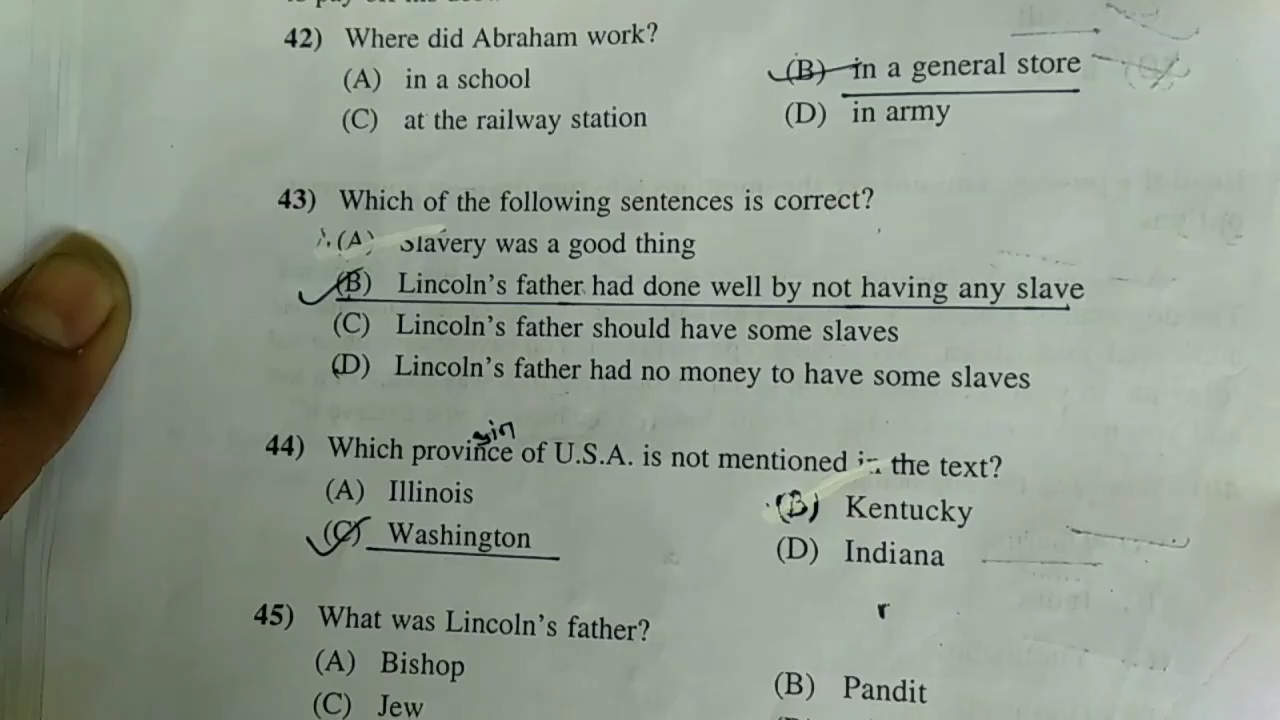 42) Where did Abraham work?
(A) in a school (B) in a general store
(C) at the railway station (D) in army
43) Which of the following sentences is correct?
(A) Slavery was a good thing
(B) Lincoln's father had done well by not having any slave
(C) Lincoln's father should have some slaves
(D) Lincoln's father had no money to have some slaves
44) Which province of U.S.A. is not mentioned in the text?
(A) Illinois (B) Kentucky
(C) Washington (D) Indiana
r
45) What was Lincoln's father?
(A) Bishop (B) Pandit
(C) Jew